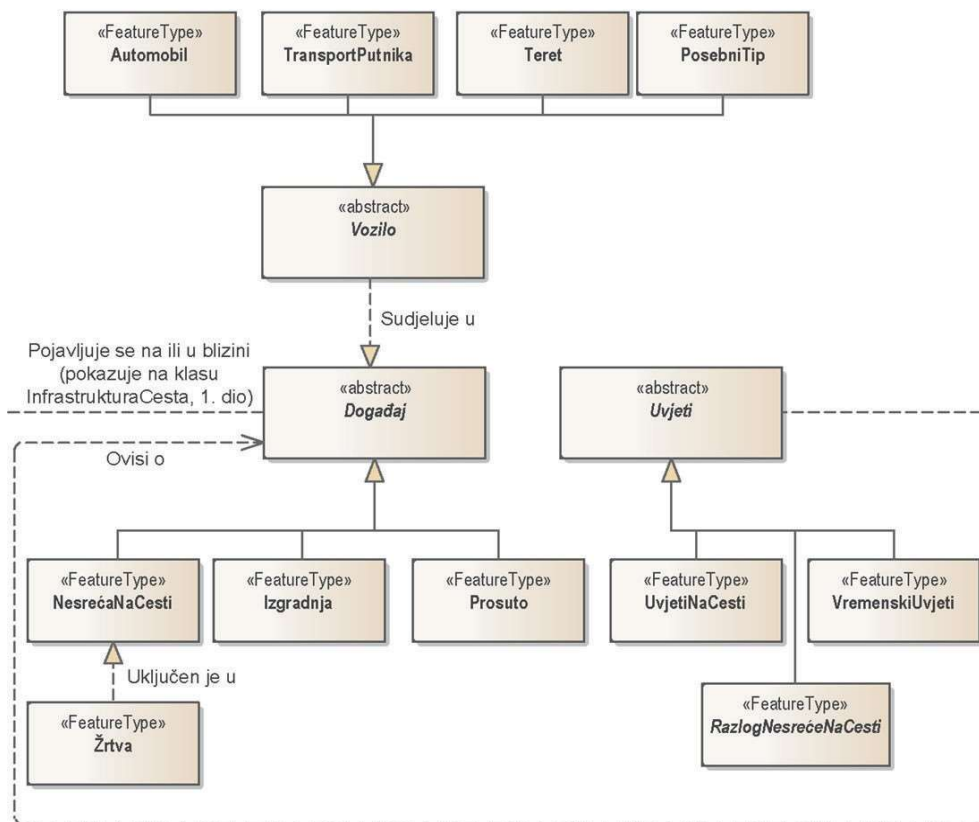 «FeatureType»
Automobil
«FeatureType»
TransportPutnika
«FeatureType»
Teret
«FeatureType»
PosebniTip
«abstract»
Vozilo
Sudjeluje u
Pojavljuje se na ili u blizini
(pokazuje na klasu
InfrastrukturaCesta, 1. dio)
«abstract»
Događaj
«abstract»
Uvjeti
Ovisi o
«FeatureType»
NesrećaNaCesti
«FeatureType»
Izgradnja
«FeatureType»
Prosuto
«FeatureType»
UvjetiNaCesti
«FeatureType»
VremenskiUvjeti
Uključen je u
«FeatureType»
Žrtva
«FeatureType»
RazlogNesrećeNaCesti